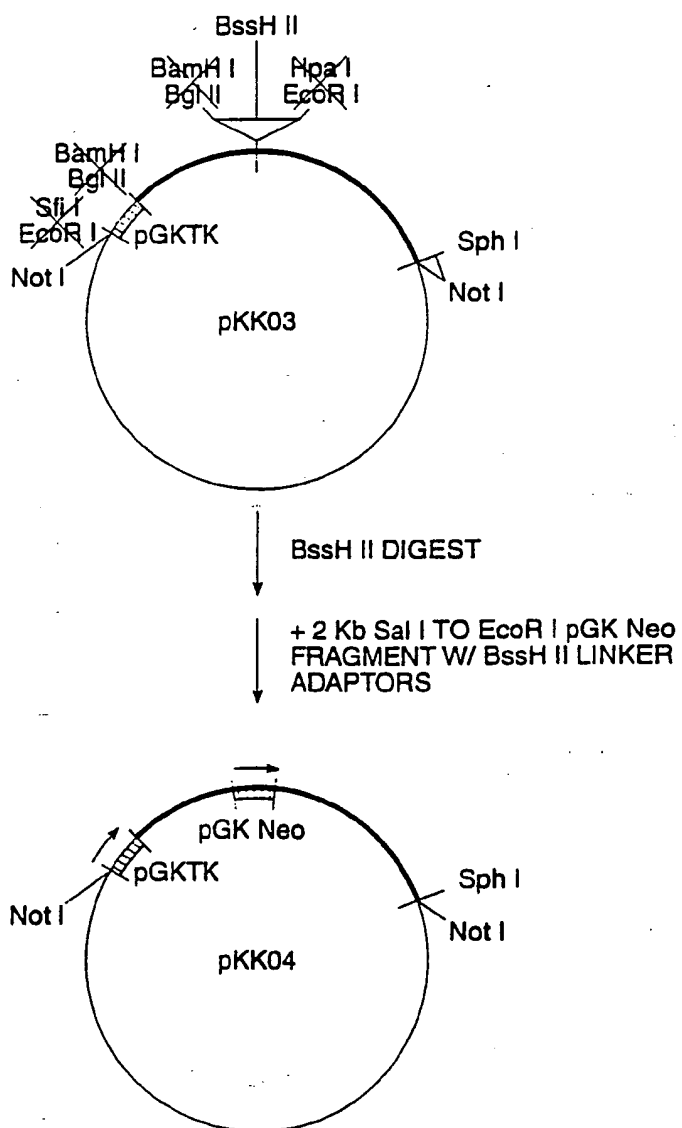 BssH II
BamH I
Bgl II
Hpa I
EcoR I
BamH I
Bgl II
Sfi I
EcoR I
pGKTK
Not I
Sph I
Not I
pKK03
BssH II DIGEST
+ 2 Kb Sal I TO EcoR I pGK Neo
FRAGMENT W/ BssH II LINKER
ADAPTORS
pGK Neo
pGKTK
Not I
Sph I
Not I
pKK04